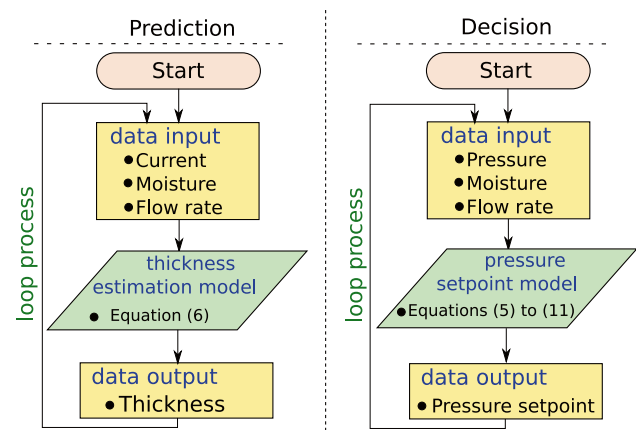 Prediction
Start
data input
● Current
● Moisture
● Flow rate
thickness
estimation model
● Equation (6)
data output
● Thickness
loop process
Decision
Start
data input
● Pressure
● Moisture
● Flow rate
pressure
setpoint model
● Equations (5) to (11)
data output
● Pressure setpoint
loop process